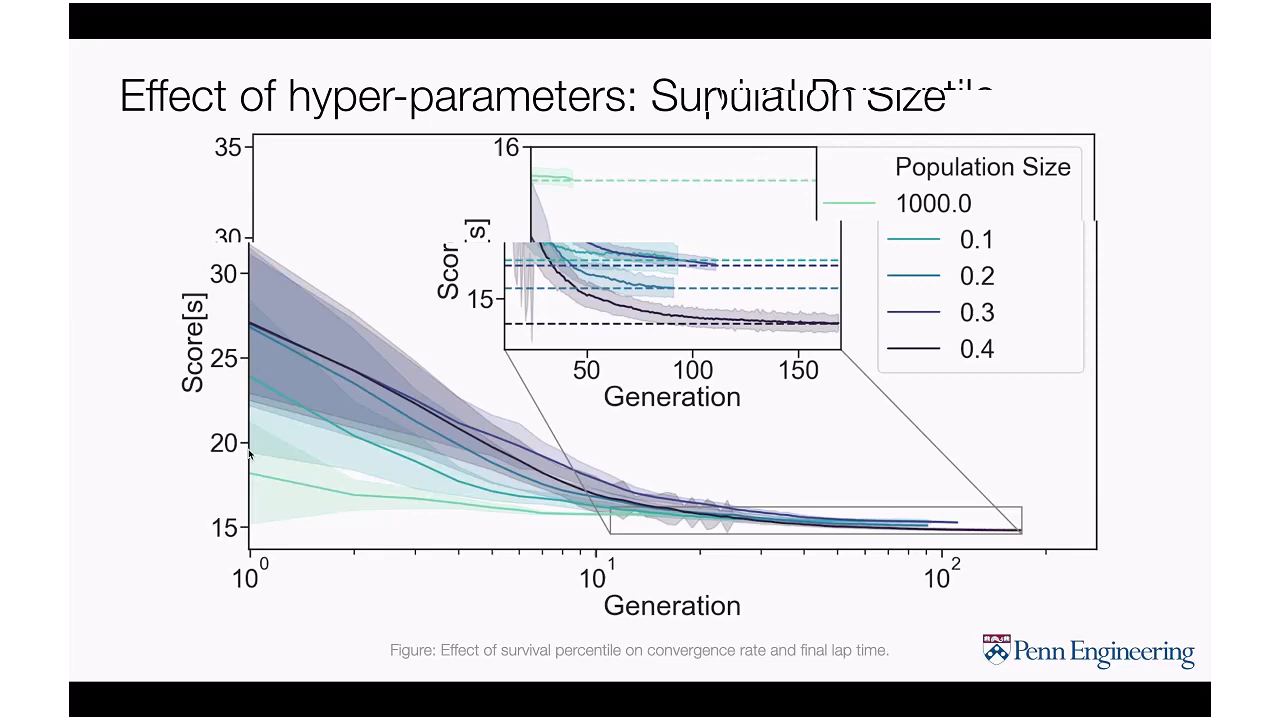 Effect of hyper-parameters:
35
30
30
25
20
15
Score[s]
10^0
10^1
10^2
Generation
16
15
50
100
150
Generation
Population Size
1000.0
0.1
0.2
0.3
0.4
Figure: Effect of survival percentile on convergence rate and final lap time.
Penn Engineering